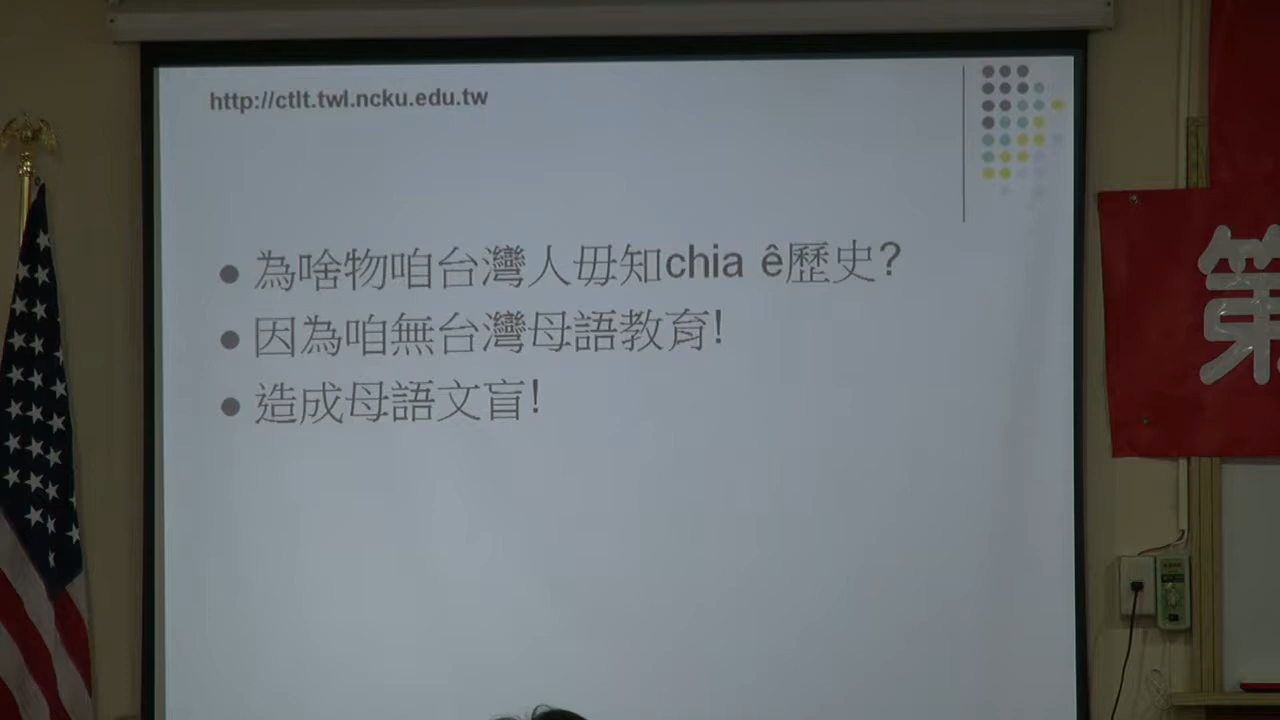 http://ctlt.twl.ncku.edu.tw
為啥物咱台灣人毋知chia ê歷史?
因為咱無台灣母語教育!
造成母語文盲!
第